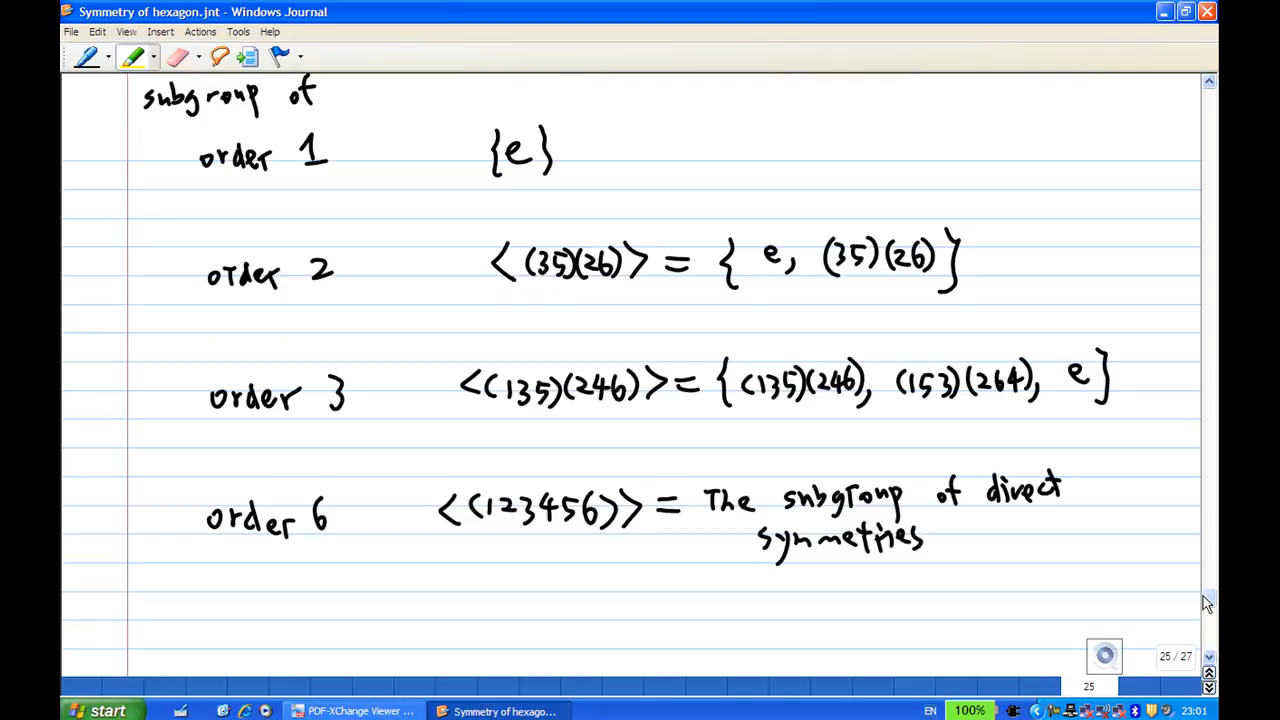 Symmetry of hexagon.jnt - Windows Journal
File Edit View Insert Actions Tools Help
subgroup of
order 1 {e}
order 2 <(35)(26)> = { e, (35)(26)}
order 3 <(135)(246)> = {(135)(246), (153)(264), e}
order 6 <(123456)> = The subgroup of direct
symmetries
25 / 27
25
start PDF-XChange Viewer ... Symmetry of hexago... EN 100% 23:01